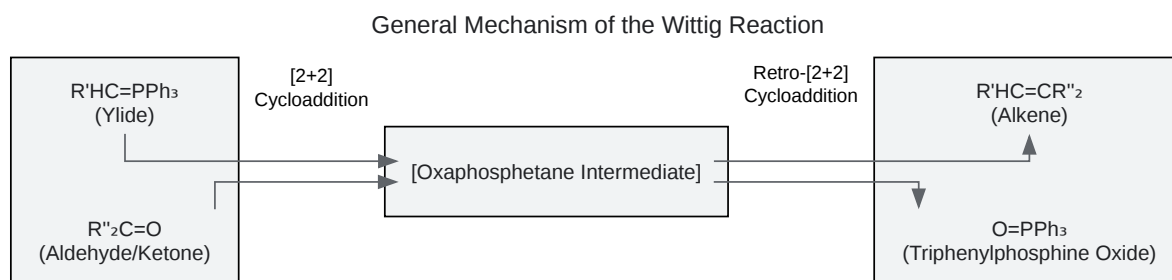 General Mechanism of the Wittig Reaction
R'HC=PPh₃
(Ylide)
R"₂C=O
(Aldehyde/Ketone)
[2+2]
Cycloaddition
[Oxaphosphetane Intermediate]
Retro-[2+2]
Cycloaddition
R'HC=CR"₂
(Alkene)
O=PPh₃
(Triphenylphosphine Oxide)